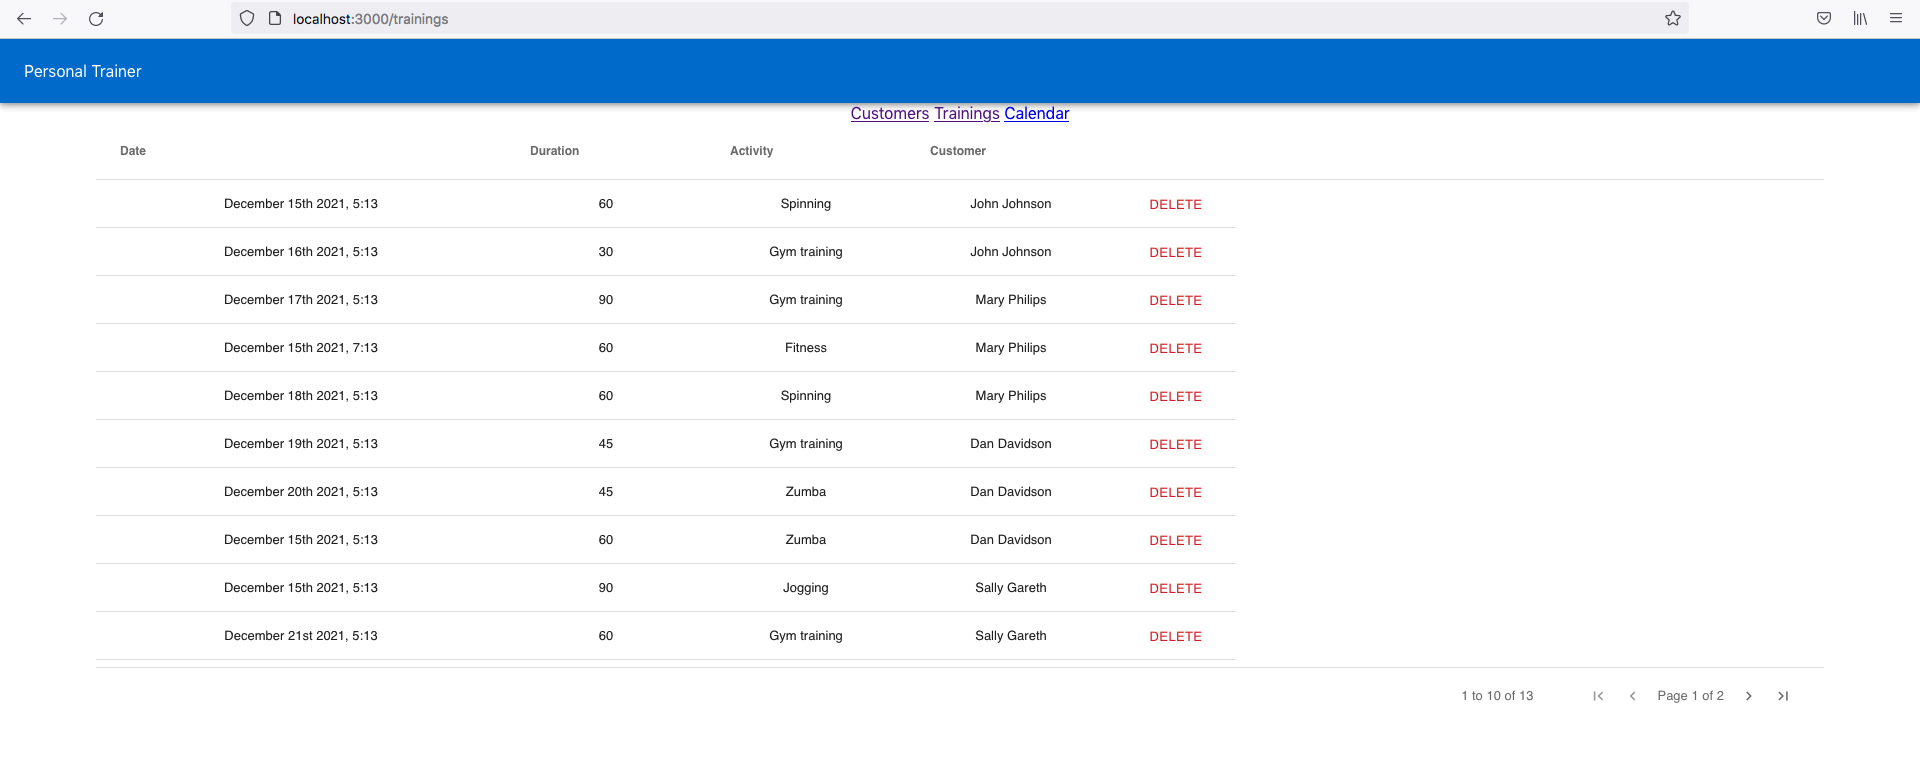 localhost:3000/trainings
Personal Trainer
Customers Trainings Calendar
Date Duration Activity Customer
December 15th 2021, 5:13 60 Spinning John Johnson DELETE
December 16th 2021, 5:13 30 Gym training John Johnson DELETE
December 17th 2021, 5:13 90 Gym training Mary Philips DELETE
December 15th 2021, 7:13 60 Fitness Mary Philips DELETE
December 18th 2021, 5:13 60 Spinning Mary Philips DELETE
December 19th 2021, 5:13 45 Gym training Dan Davidson DELETE
December 20th 2021, 5:13 45 Zumba Dan Davidson DELETE
December 15th 2021, 5:13 60 Zumba Dan Davidson DELETE
December 15th 2021, 5:13 90 Jogging Sally Gareth DELETE
December 21st 2021, 5:13 60 Gym training Sally Gareth DELETE
1 to 10 of 13 Page 1 of 2